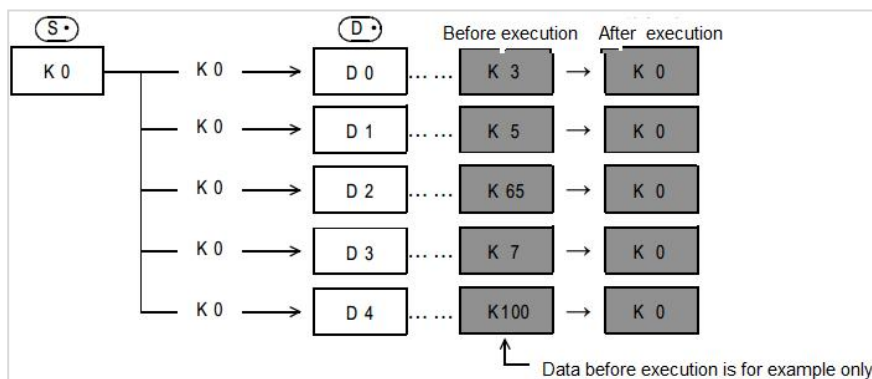 S· D· Before execution After execution
K 0 K 0 D 0 ... ... K 3 → K 0
K 0 D 1 ... ... K 5 → K 0
K 0 D 2 ... ... K 65 → K 0
K 0 D 3 ... ... K 7 → K 0
K 0 D 4 ... ... K100 → K 0
Data before execution is for example only